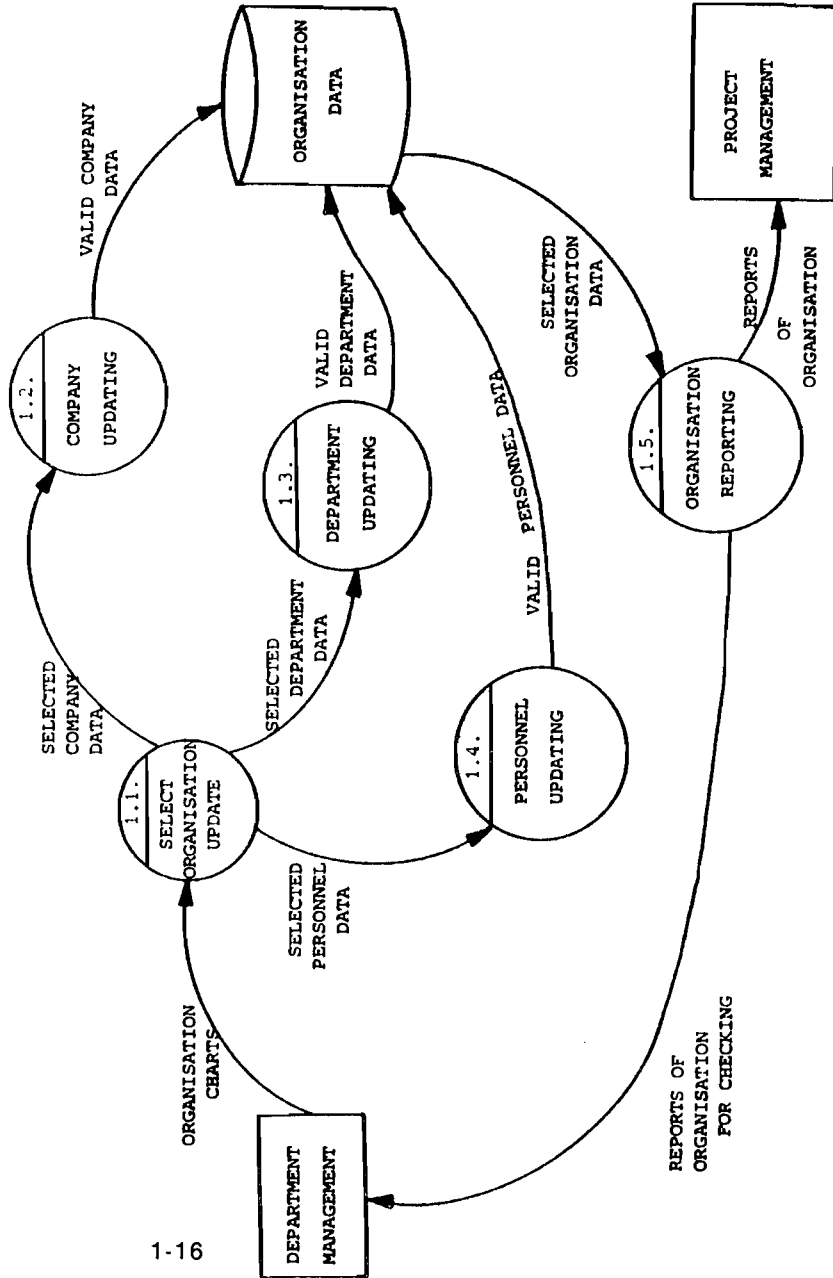 DEPARTMENT
MANAGEMENT
ORGANISATION
CHARTS
1.1.
SELECT
ORGANISATION
UPDATE
SELECTED
COMPANY
DATA
1.2.
COMPANY
UPDATING
VALID COMPANY
DATA
SELECTED
DEPARTMENT
DATA
1.3.
DEPARTMENT
UPDATING
VALID
DEPARTMENT
DATA
SELECTED
PERSONNEL
DATA
1.4.
PERSONNEL
UPDATING
VALID PERSONNEL DATA
ORGANISATION
DATA
SELECTED
ORGANISATION
DATA
1.5.
ORGANISATION
REPORTING
REPORTS
OF
ORGANISATION
PROJECT
MANAGEMENT
REPORTS OF
ORGANISATION
FOR CHECKING
1-16